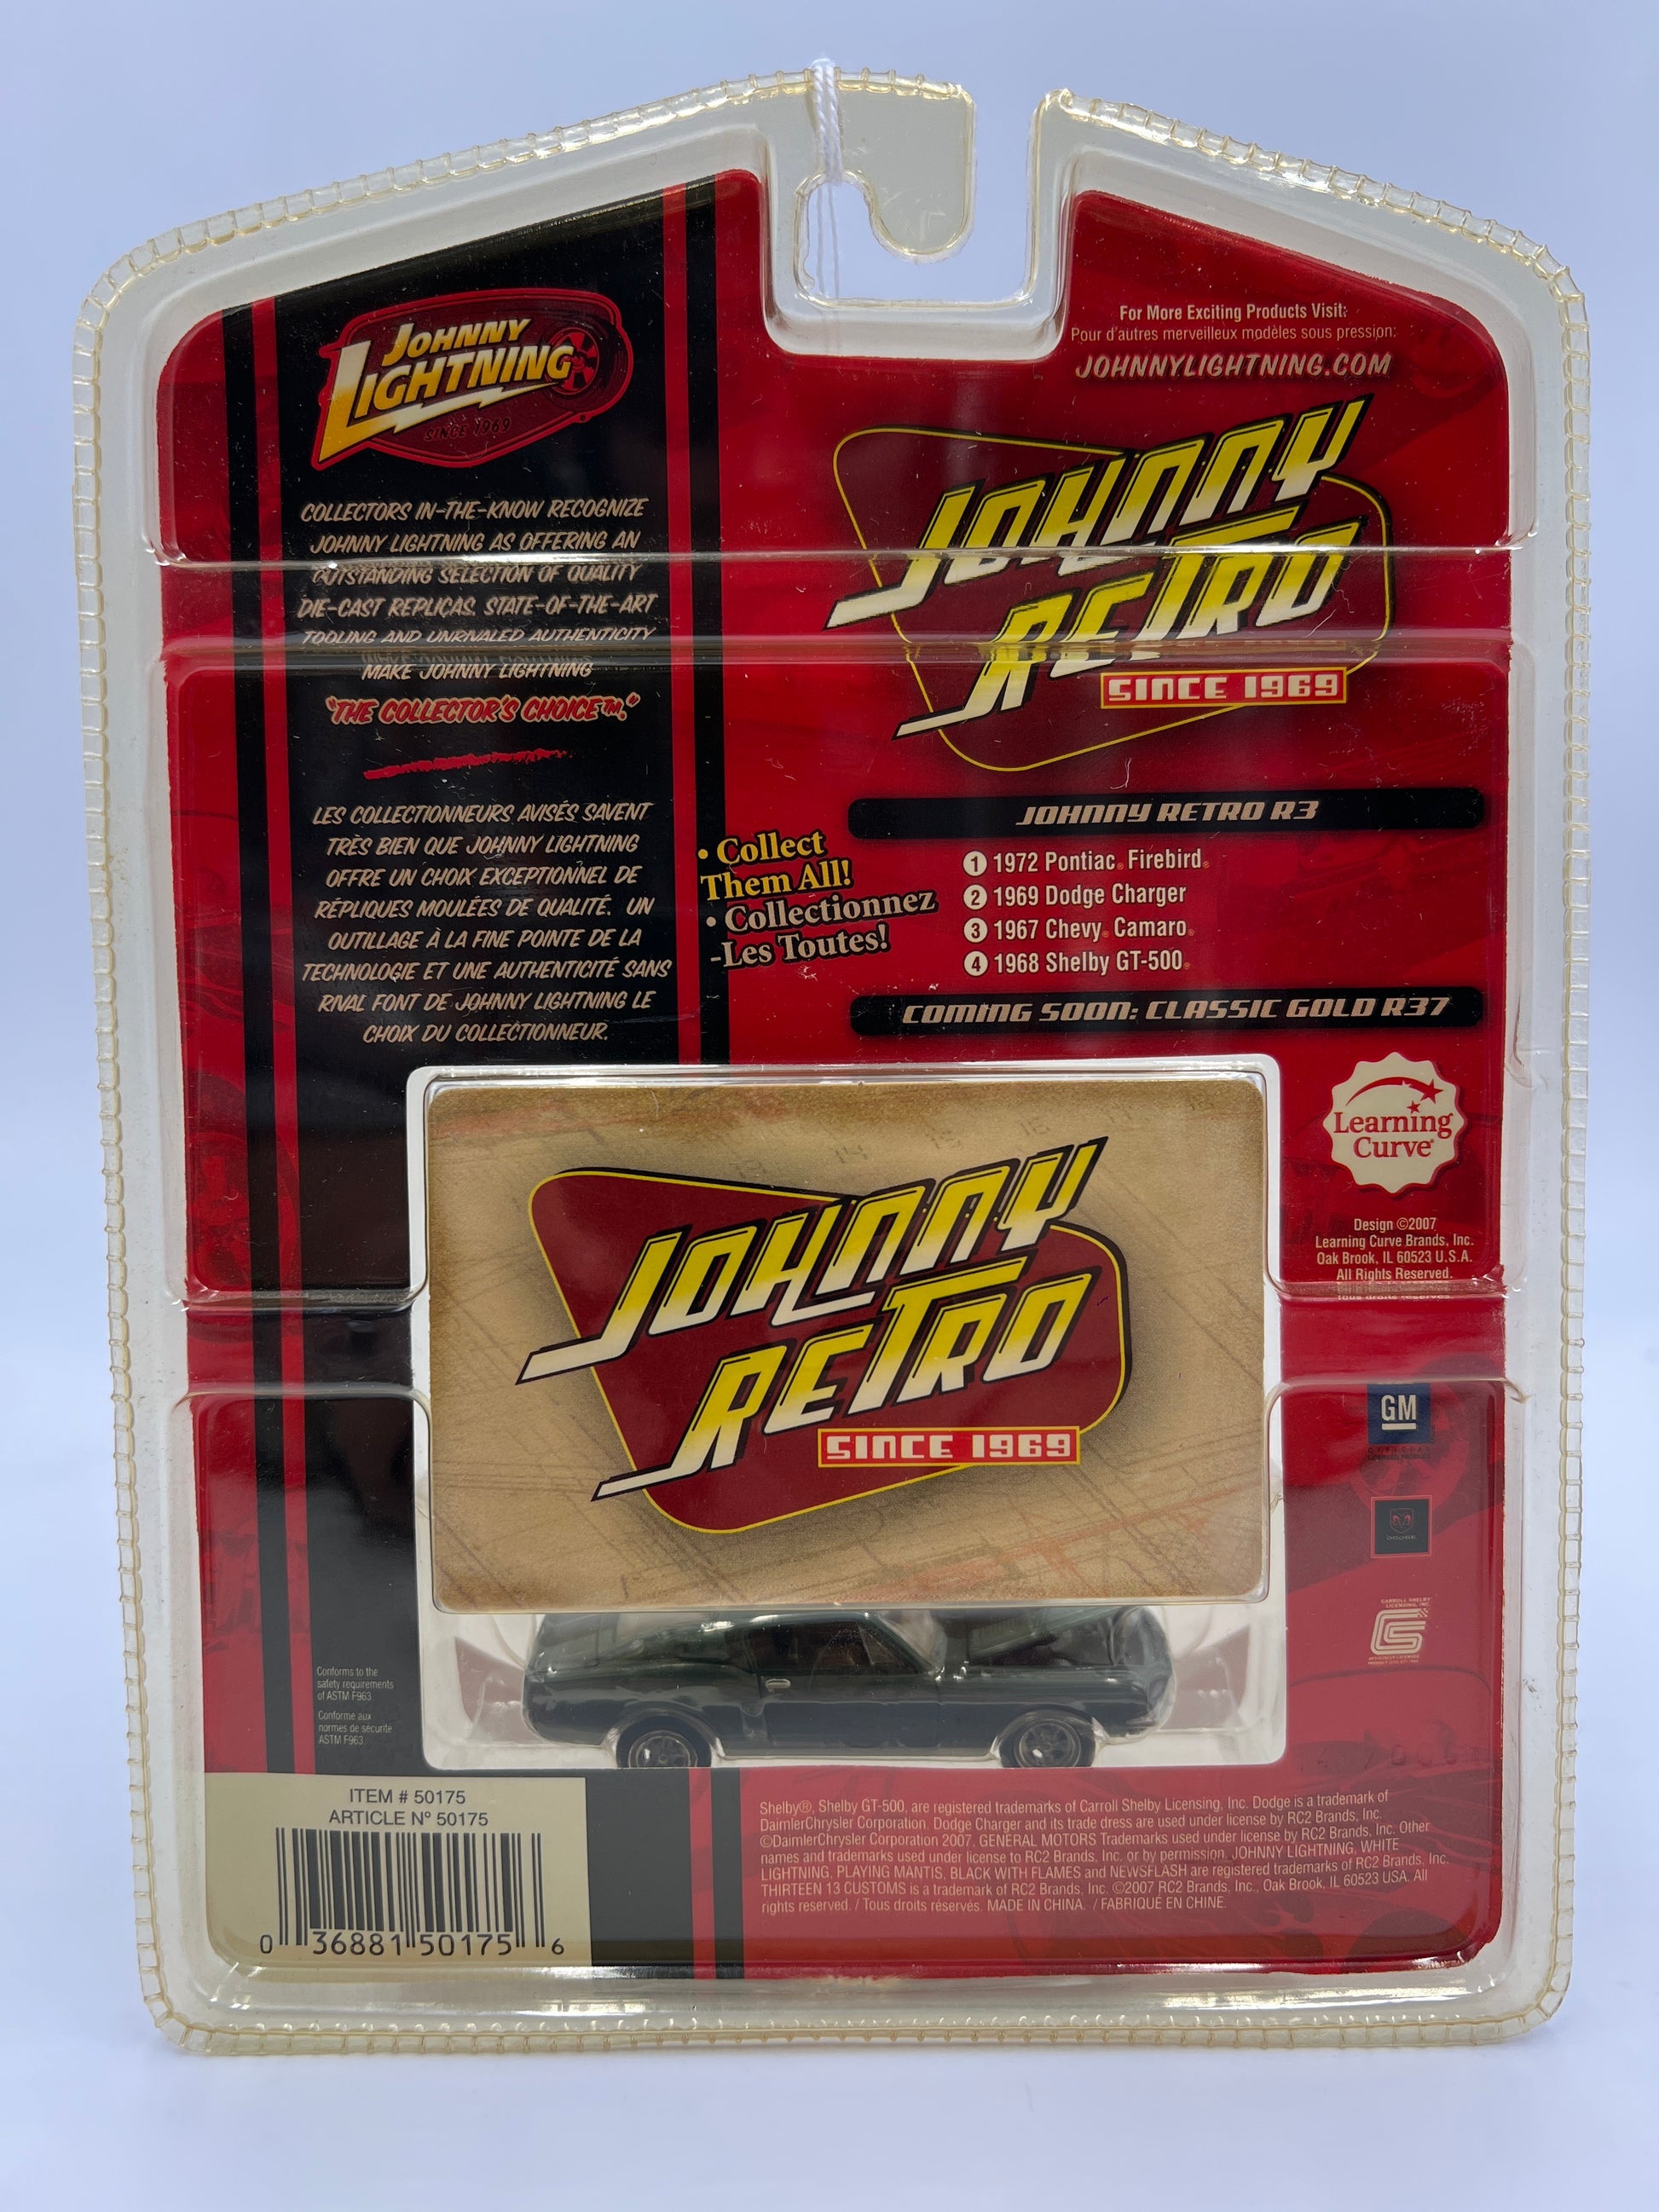 JOHNNY
LIGHTNING
SINCE 1969
COLLECTORS IN-THE-KNOW RECOGNIZE
JOHNNY LIGHTNING AS OFFERING AN
OUTSTANDING SELECTION OF QUALITY
DIE-CAST REPLICAS. STATE-OF-THE-ART
TOOLING AND UNRIVALED AUTHENTICITY
MAKE JOHNNY LIGHTNING
"THE COLLECTOR'S CHOICE™."
LES COLLECTIONNEURS AVISÉS SAVENT
TRÈS BIEN QUE JOHNNY LIGHTNING
OFFRE UN CHOIX EXCEPTIONNEL DE
RÉPLIQUES MOULÉES DE QUALITÉ. UN
OUTILLAGE À LA FINE POINTE DE LA
TECHNOLOGIE ET UNE AUTHENTICITÉ SANS
RIVAL FONT DE JOHNNY LIGHTNING LE
CHOIX DU COLLECTIONNEUR.
For More Exciting Products Visit:
Pour d'autres merveilleux modèles sous pression:
JOHNNYLIGHTNING.COM
JOHNNY
RETRO
SINCE 1969
JOHNNY RETRO R3
• Collect
Them All!
• Collectionnez
-Les Toutes!
1 1972 Pontiac® Firebird®
2 1969 Dodge Charger
3 1967 Chevy® Camaro®
4 1968 Shelby GT-500®
COMING SOON: CLASSIC GOLD R37
Learning
Curve®
Design ©2007
Learning Curve Brands, Inc.
Oak Brook, IL 60523 U.S.A.
All Rights Reserved.
Tous droits réservés.
JOHNNY
RETRO
SINCE 1969
GM
OFFICIAL
DODGE
CARROLL SHELBY
LICENSING, INC.
Conforms to the
safety requirements
of ASTM F963
Conforme aux
normes de sécurité
ASTM F963
ITEM # 50175
ARTICLE Nº 50175
0 36881 50175 6
Shelby®, Shelby GT-500, are registered trademarks of Carroll Shelby Licensing, Inc. Dodge is a trademark of
DaimlerChrysler Corporation. Dodge Charger and its trade dress are used under license by RC2 Brands, Inc.
©DaimlerChrysler Corporation 2007. GENERAL MOTORS Trademarks used under license by RC2 Brands, Inc. Other
names and trademarks used under license to RC2 Brands, Inc. or by permission. JOHNNY LIGHTNING, WHITE
LIGHTNING, PLAYING MANTIS, BLACK WITH FLAMES and NEWSFLASH are registered trademarks of RC2 Brands, Inc.
THIRTEEN 13 CUSTOMS is a trademark of RC2 Brands, Inc. ©2007 RC2 Brands, Inc., Oak Brook, IL 60523 USA. All
rights reserved. / Tous droits réservés. MADE IN CHINA. / FABRIQUÉ EN CHINE.